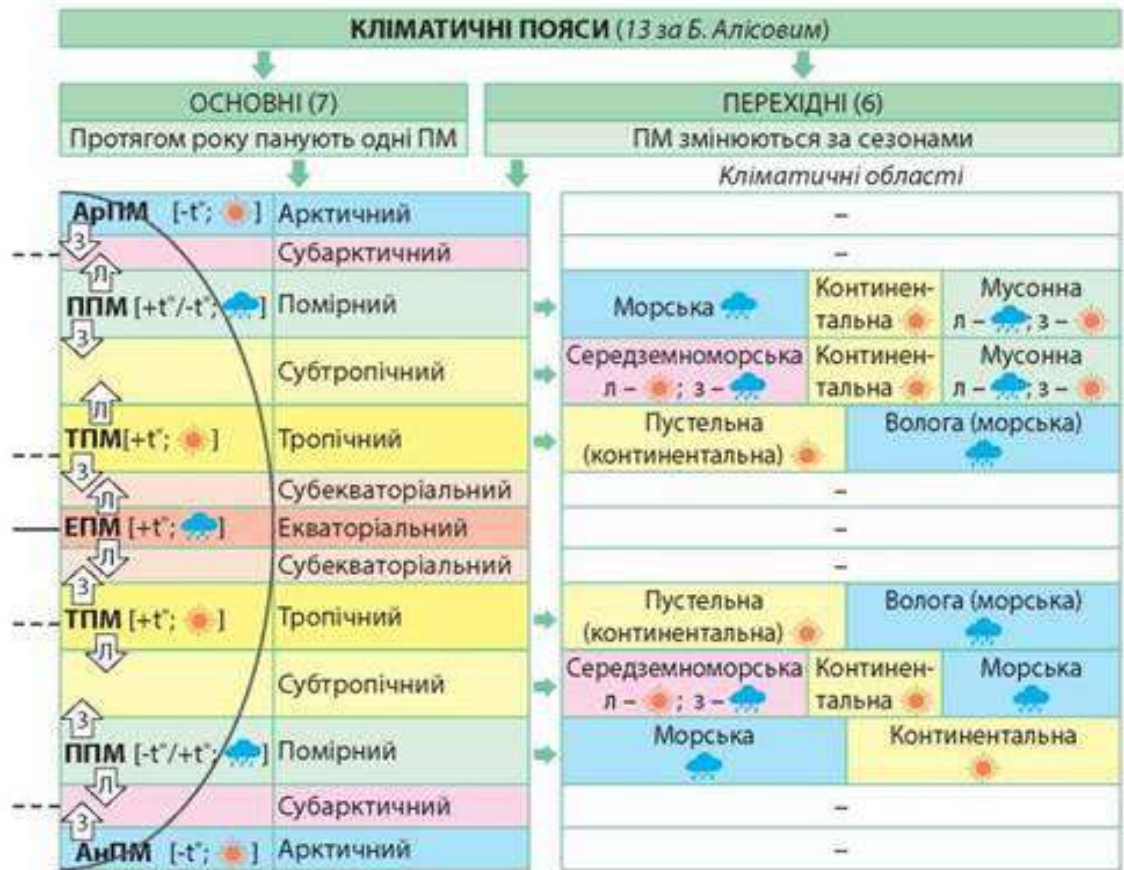 КЛІМАТИЧНІ ПОЯСИ (13 за Б. Алісовим)
ОСНОВНІ (7)
Протягом року панують одні ПМ
ПЕРЕХІДНІ (6)
ПМ змінюються за сезонами
Кліматичні області
АрПМ [-t°; ] Арктичний –
З
Субарктичний –
Л
ППМ [+t°/-t°; ] Помірний
Морська
Континен-
тальна
Мусонна
л – ; з –
З
Субтропічний
Середземноморська
л – ; з –
Континен-
тальна
Мусонна
л – ; з –
Л
ТПМ [+t°; ] Тропічний
Пустельна
(континентальна)
Волога (морська)
З
Субекваторіальний –
Л
ЕПМ [+t°; ] Екваторіальний –
Л
Субекваторіальний –
З
ТПМ [+t°; ] Тропічний
Пустельна
(континентальна)
Волога (морська)
Л
Субтропічний
Середземноморська
л – ; з –
Континен-
тальна
Морська
З
ППМ [-t°/+t°; ] Помірний
Морська
Континентальна
Л
Субарктичний –
З
АнПМ [-t°; ] Арктичний –